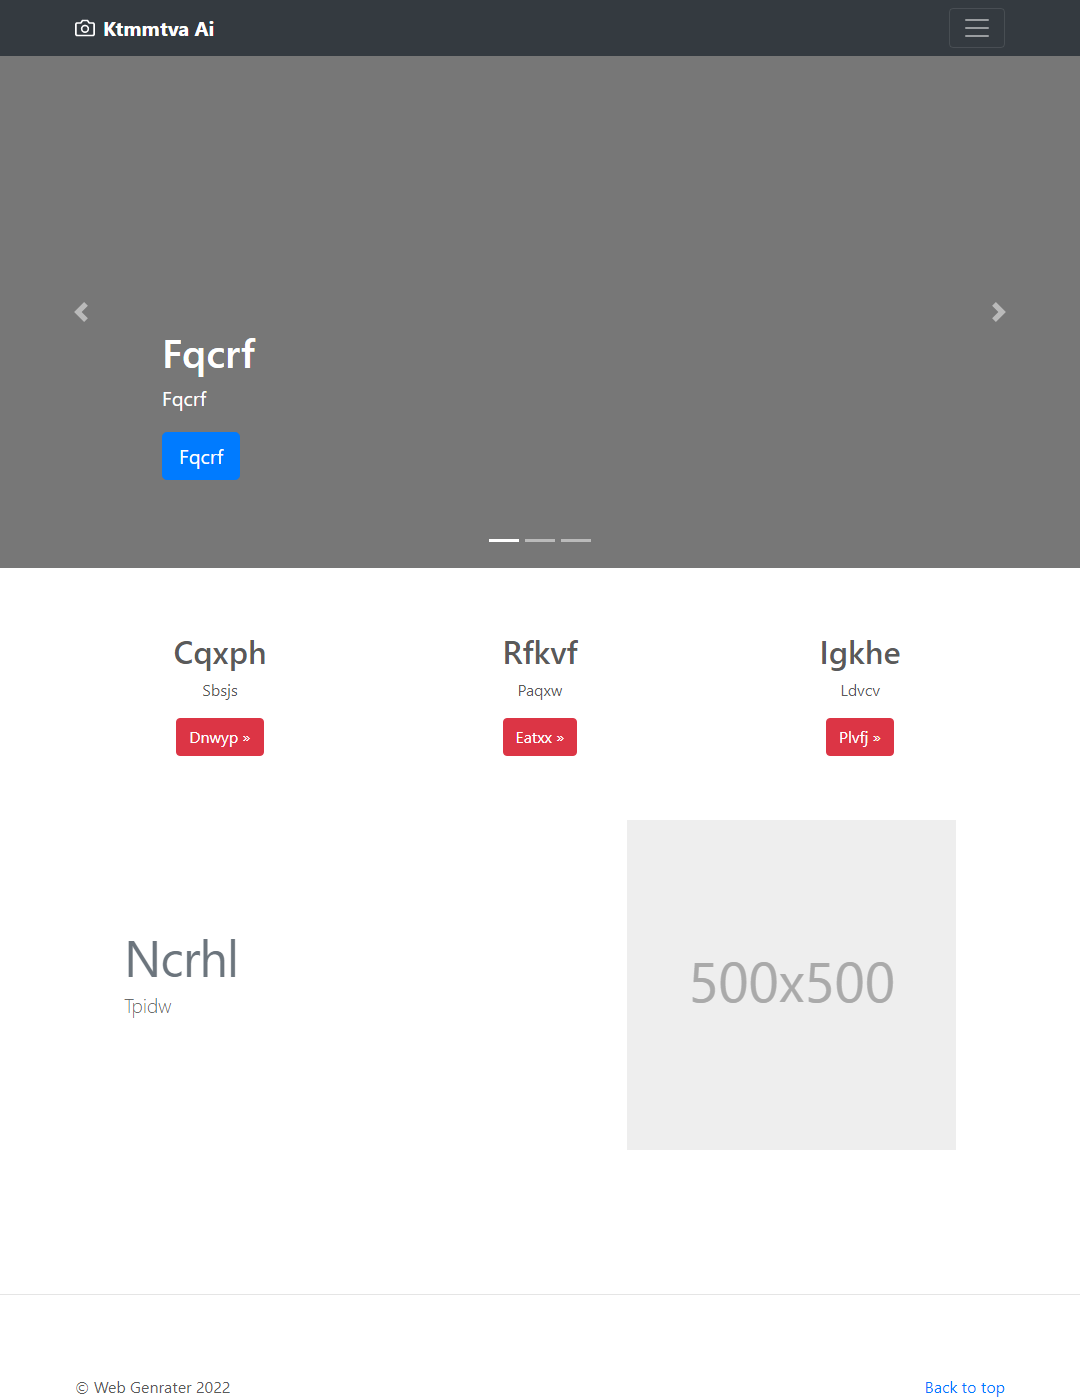 Ktmmtva Ai
Fqcrf
Fqcrf
Fqcrf
Cqxph
Sbsjs
Dnwyp »
Rfkvf
Paqxw
Eatxx »
Igkhe
Ldvcv
Plvfj »
Ncrhl
Tpidw
500x500
© Web Genrater 2022
Back to top